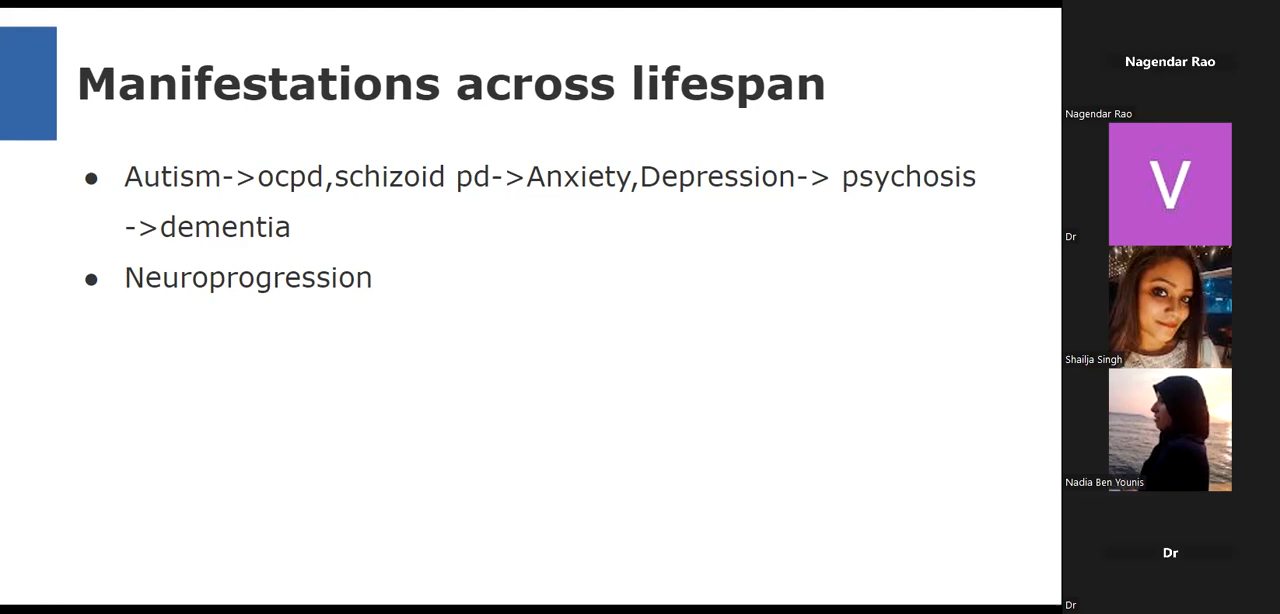 Manifestations across lifespan
● Autism->ocpd,schizoid pd->Anxiety,Depression-> psychosis
->dementia
● Neuroprogression
Nagendar Rao
Nagendar Rao
V
Dr
Shailja Singh
Nadia Ben Younis
Dr
Dr